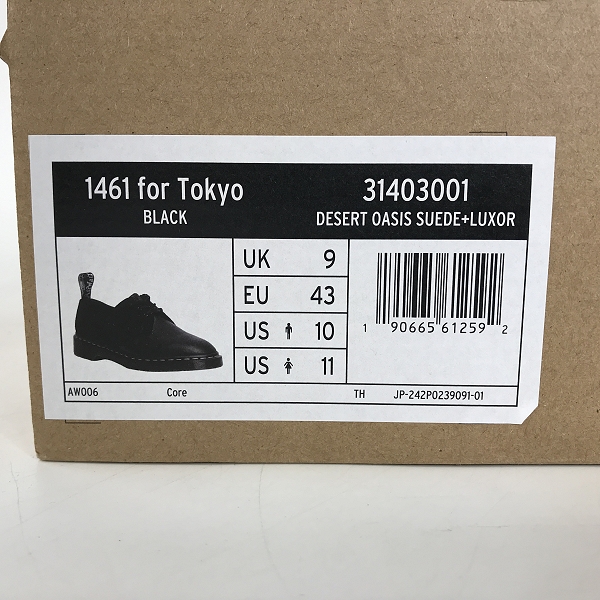 1461 for Tokyo
BLACK
31403001
DESERT OASIS SUEDE+LUXOR
UK 9
EU 43
US 10
US 11
1 90665 61259 2
AW006 Core TH JP-242P0239091-01